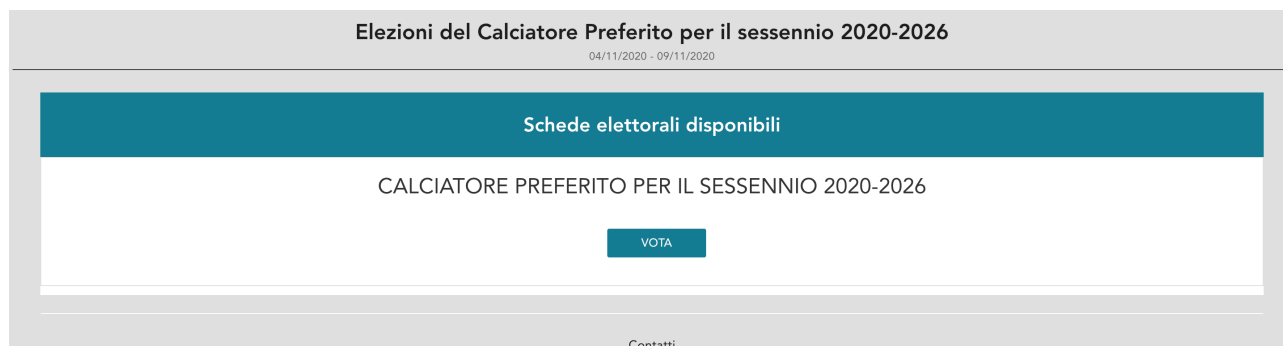 Elezioni del Calciatore Preferito per il sessennio 2020-2026
04/11/2020 - 09/11/2020
Schede elettorali disponibili
CALCIATORE PREFERITO PER IL SESSENNIO 2020-2026
VOTA
Contatti